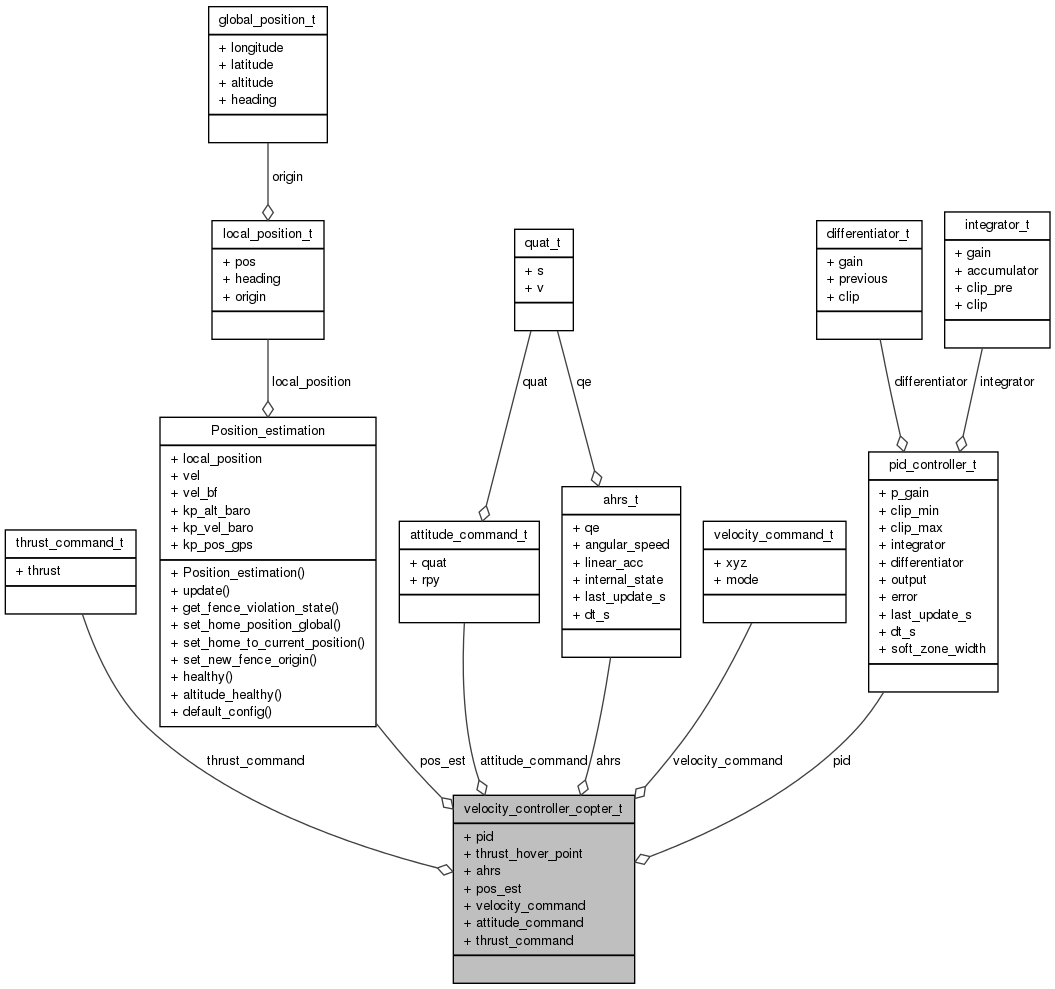 global_position_t
+ longitude
+ latitude
+ altitude
+ heading
origin
local_position_t
+ pos
+ heading
+ origin
local_position
quat_t
+ s
+ v
quat
qe
differentiator_t
+ gain
+ previous
+ clip
differentiator
integrator_t
+ gain
+ accumulator
+ clip_pre
+ clip
integrator
thrust_command_t
+ thrust
thrust_command
Position_estimation
+ local_position
+ vel
+ vel_bf
+ kp_alt_baro
+ kp_vel_baro
+ kp_pos_gps
+ Position_estimation()
+ update()
+ get_fence_violation_state()
+ set_home_position_global()
+ set_home_to_current_position()
+ set_new_fence_origin()
+ healthy()
+ altitude_healthy()
+ default_config()
pos_est
attitude_command_t
+ quat
+ rpy
attitude_command
ahrs_t
+ qe
+ angular_speed
+ linear_acc
+ internal_state
+ last_update_s
+ dt_s
ahrs
velocity_command_t
+ xyz
+ mode
velocity_command
pid_controller_t
+ p_gain
+ clip_min
+ clip_max
+ integrator
+ differentiator
+ output
+ error
+ last_update_s
+ dt_s
+ soft_zone_width
pid
velocity_controller_copter_t
+ pid
+ thrust_hover_point
+ ahrs
+ pos_est
+ velocity_command
+ attitude_command
+ thrust_command